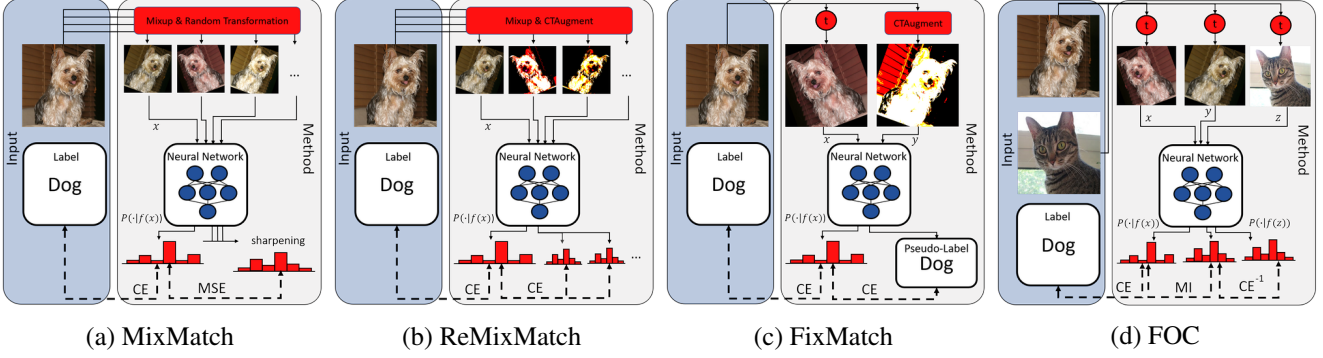 Mixup & Random Transformation
...
x
Input
Method
Label
Dog
Neural Network
P(·|f(x))
sharpening
CE
MSE
(a) MixMatch
Mixup & CTAugment
...
x
Input
Method
Label
Dog
Neural Network
P(·|f(x))
...
CE
CE
(b) ReMixMatch
t
CTAugment
x
y
Input
Method
Label
Dog
Neural Network
P(·|f(x))
Pseudo-Label
Dog
CE
CE
(c) FixMatch
t
t
t
x
y
z
Input
Method
Neural Network
Label
Dog
P(·|f(x))
P(·|f(z))
CE
MI
CE⁻¹
(d) FOC